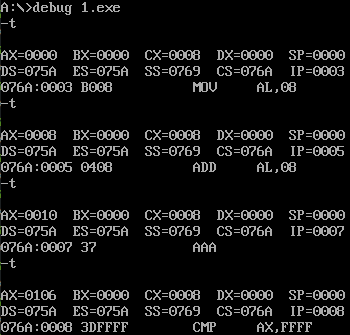 A:\>debug 1.exe
-t
AX=0000 BX=0000 CX=0008 DX=0000 SP=0000
DS=075A ES=075A SS=0769 CS=076A IP=0003
076A:0003 B008 MOV AL,08
-t
AX=0008 BX=0000 CX=0008 DX=0000 SP=0000
DS=075A ES=075A SS=0769 CS=076A IP=0005
076A:0005 0408 ADD AL,08
-t
AX=0010 BX=0000 CX=0008 DX=0000 SP=0000
DS=075A ES=075A SS=0769 CS=076A IP=0007
076A:0007 37 AAA
-t
AX=0106 BX=0000 CX=0008 DX=0000 SP=0000
DS=075A ES=075A SS=0769 CS=076A IP=0008
076A:0008 3DFFFF CMP AX,FFFF